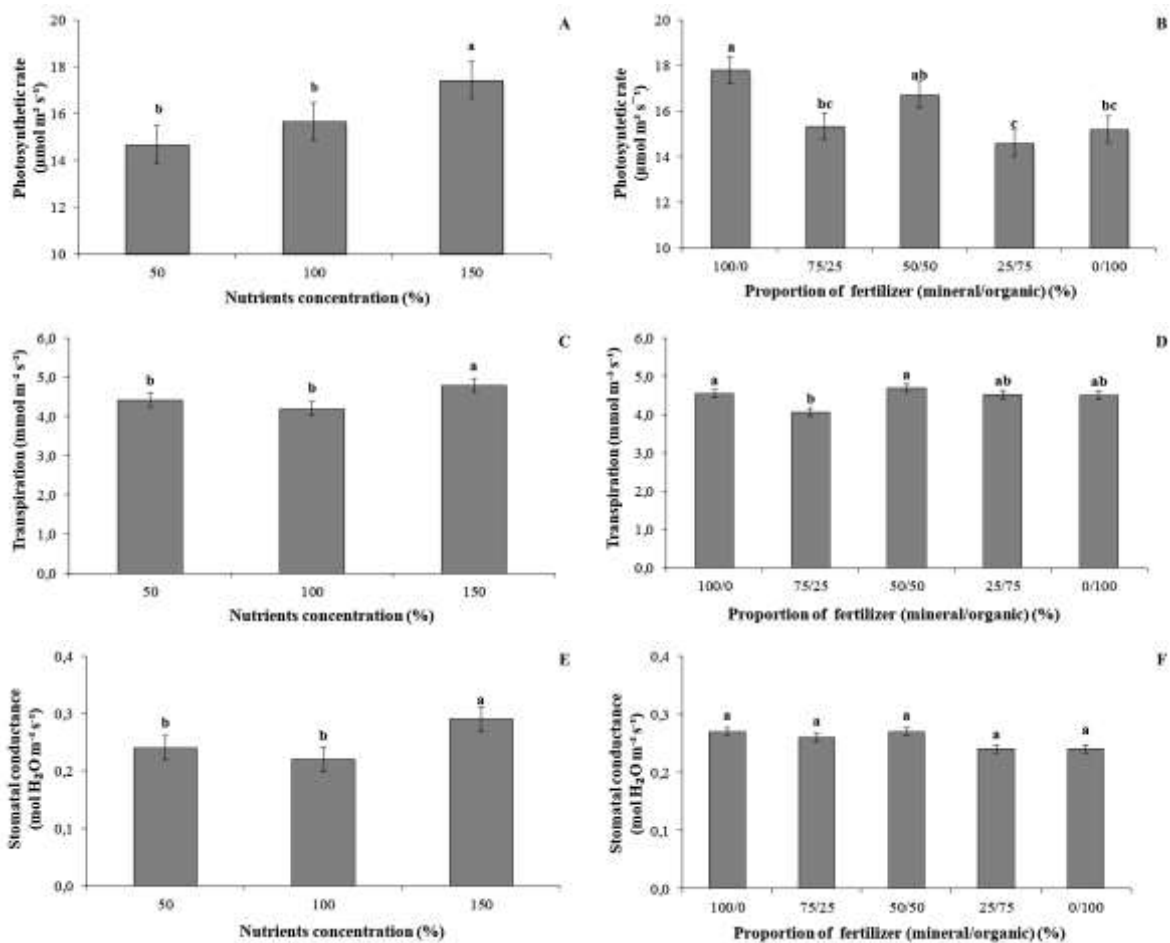 A
Photosynthetic rate
(µmol m² s⁻¹)
20
18
16
14
12
10
b
b
a
50
100
150
Nutrients concentration (%)
B
Photosyntetic rate
(µmol m² s⁻¹)
20
18
16
14
12
10
a
bc
ab
c
bc
100/0
75/25
50/50
25/75
0/100
Proportion of fertilizer (mineral/organic) (%)
C
Transpiration (mmol m⁻² s⁻¹)
6,0
5,0
4,0
3,0
2,0
1,0
0,0
b
b
a
50
100
150
Nutrients concentration (%)
D
Transpiration (mmol m⁻² s⁻¹)
6,0
5,0
4,0
3,0
2,0
1,0
0,0
a
b
a
ab
ab
100/0
75/25
50/50
25/75
0/100
Proportion of fertilizer (mineral/organic) (%)
E
Stomatal conductance
(mol H₂O m⁻² s⁻¹)
0,4
0,3
0,2
0,1
0,0
b
b
a
50
100
150
Nutrients concentration (%)
F
Stomatal conductance
(mol H₂O m⁻² s⁻¹)
0,4
0,3
0,2
0,1
0,0
a
a
a
a
a
100/0
75/25
50/50
25/75
0/100
Proportion of fertilizer (mineral/organic) (%)